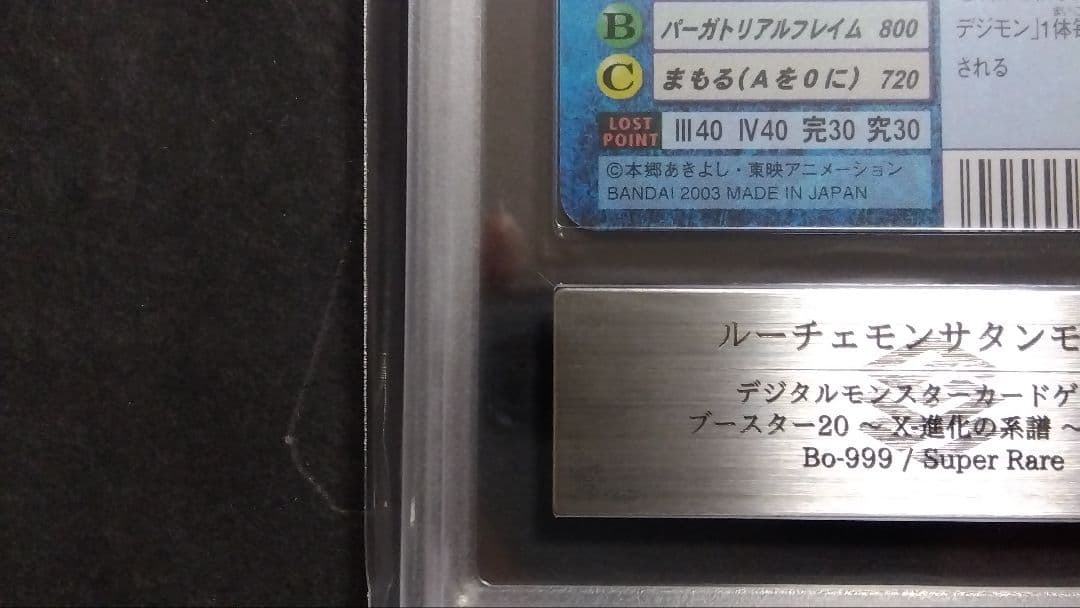 B パーガトリアルフレイム 800
C まもる(Aを0に) 720
デジモン」1体
される
LOST POINT Ⅲ40 Ⅳ40 完30 究30
©本郷あきよし・東映アニメーション
BANDAI 2003 MADE IN JAPAN
ルーチェモンサタンモ
デジタルモンスターカードゲ
ブースター20 ～ X-進化の系譜 ～
Bo-999 / Super Rare